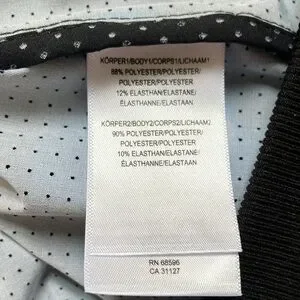 KÖRPER1/BODY1/CORPS1/LICHAAM1
88% POLYESTER/POLYESTER/
POLYESTER/POLYESTER
12% ELASTHAN/ELASTANE/
ÉLASTHANNE/ELASTAAN
KÖRPER2/BODY2/CORPS2/LICHAAM2
90% POLYESTER/POLYESTER/
POLYESTER/POLYESTER
10% ELASTHAN/ELASTANE/
ÉLASTHANNE/ELASTAAN
RN 68596
CA 31127